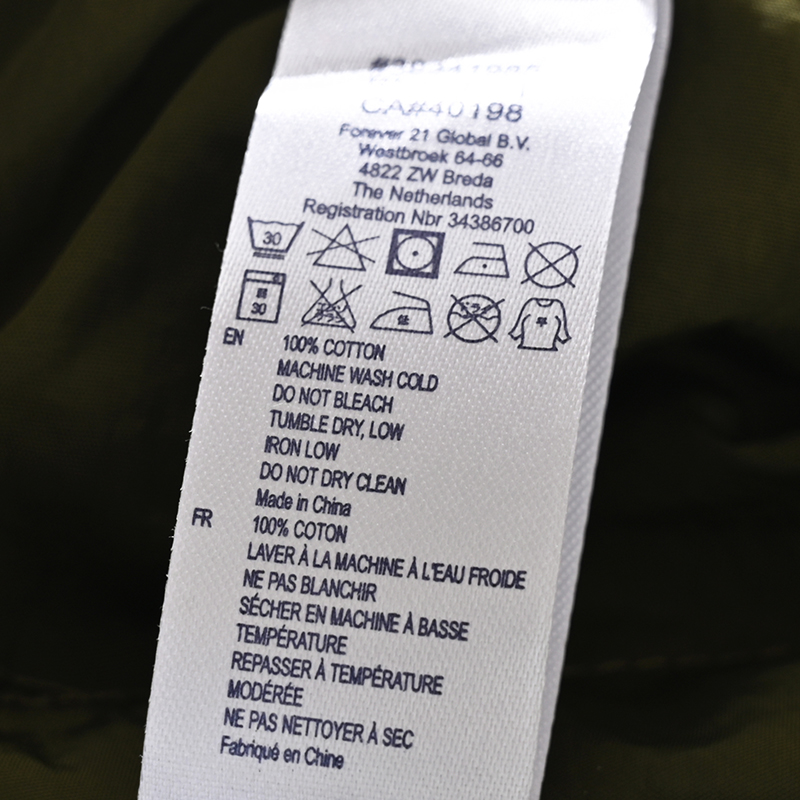 CA#40198
Forever 21 Global B.V.
Westbroek 64-66
4822 ZW Breda
The Netherlands
Registration Nbr 34386700
30
30
低
EN
100% COTTON
MACHINE WASH COLD
DO NOT BLEACH
TUMBLE DRY, LOW
IRON LOW
DO NOT DRY CLEAN
Made in China
FR
100% COTON
LAVER À LA MACHINE À L'EAU FROIDE
NE PAS BLANCHIR
SÉCHER EN MACHINE À BASSE
TEMPÉRATURE
REPASSER À TEMPÉRATURE
MODÉRÉE
NE PAS NETTOYER À SEC
Fabriqué en Chine